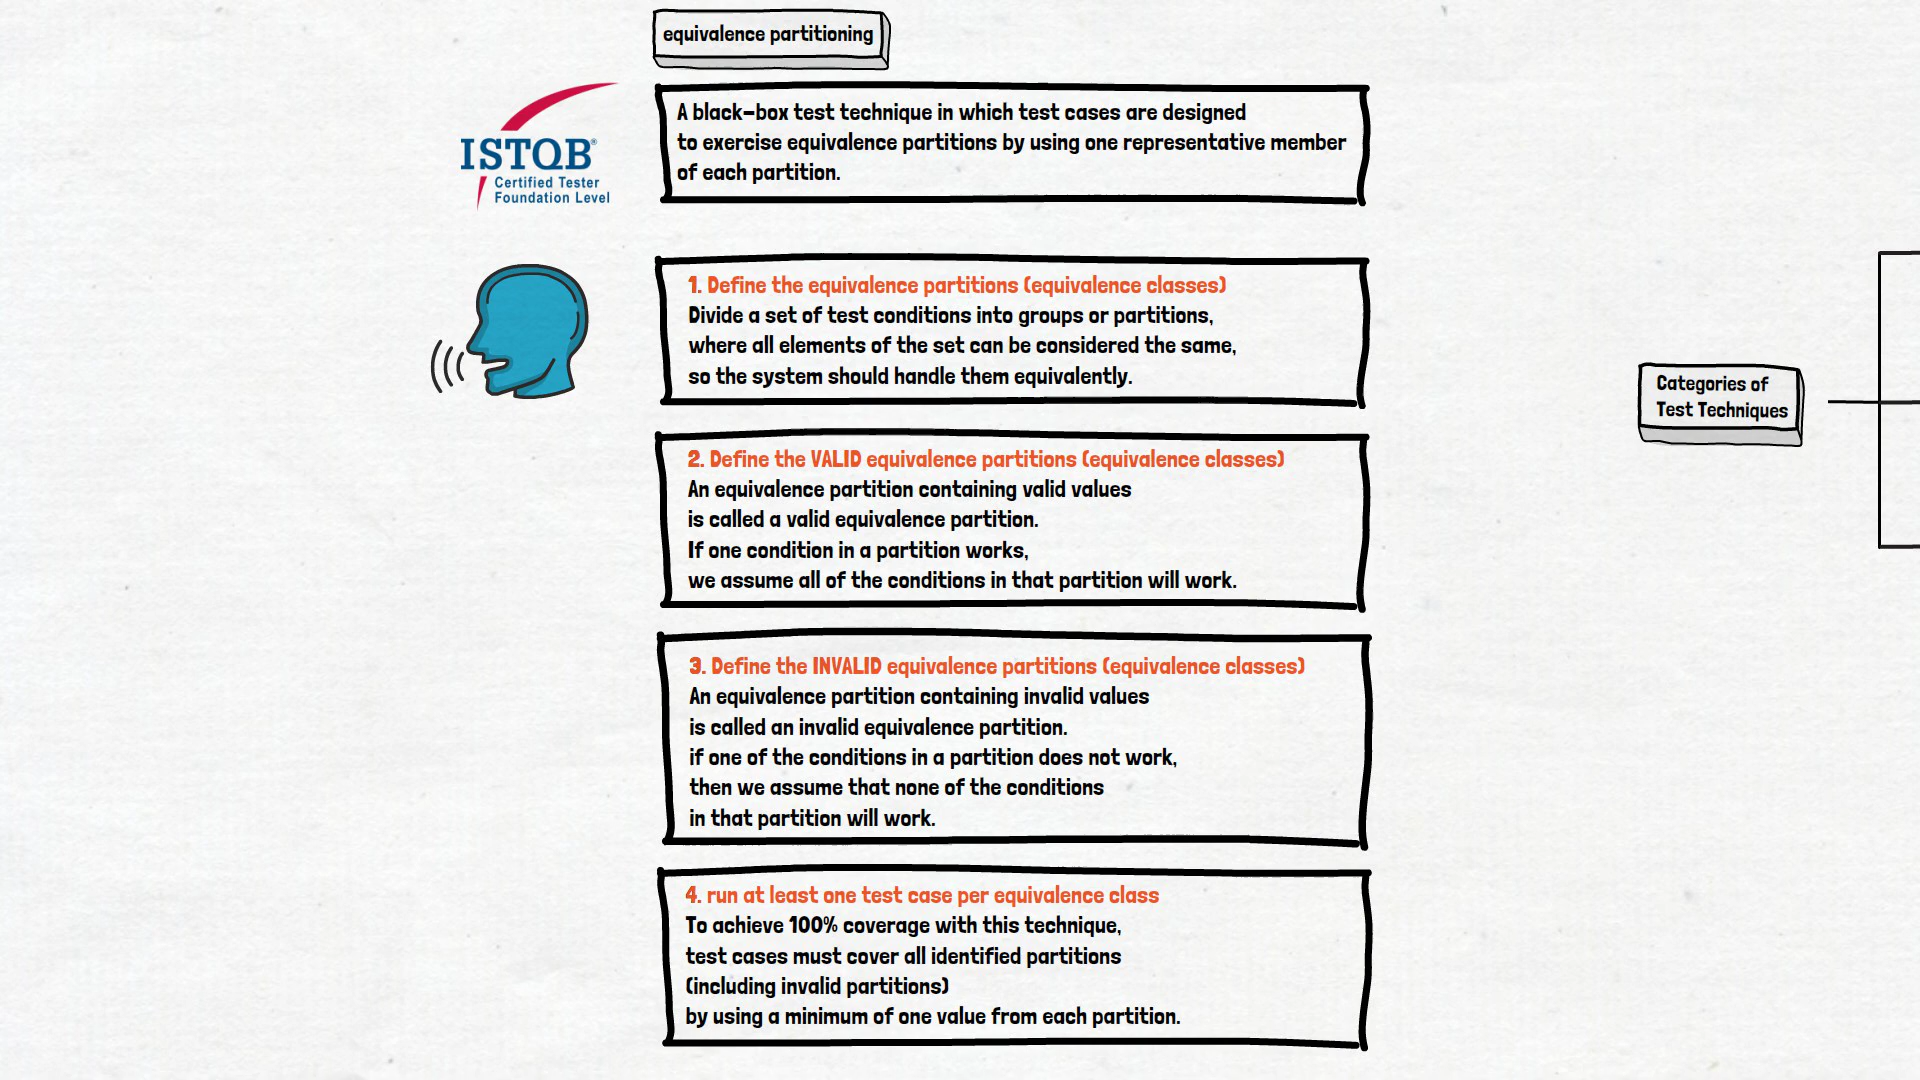 equivalence partitioning
ISTQB®
Certified Tester
Foundation Level
A black-box test technique in which test cases are designed
to exercise equivalence partitions by using one representative member
of each partition.
1. Define the equivalence partitions (equivalence classes)
Divide a set of test conditions into groups or partitions,
where all elements of the set can be considered the same,
so the system should handle them equivalently.
2. Define the VALID equivalence partitions (equivalence classes)
An equivalence partition containing valid values
is called a valid equivalence partition.
If one condition in a partition works,
we assume all of the conditions in that partition will work.
3. Define the INVALID equivalence partitions (equivalence classes)
An equivalence partition containing invalid values
is called an invalid equivalence partition.
if one of the conditions in a partition does not work,
then we assume that none of the conditions
in that partition will work.
4. run at least one test case per equivalence class
To achieve 100% coverage with this technique,
test cases must cover all identified partitions
(including invalid partitions)
by using a minimum of one value from each partition.
Categories of
Test Techniques